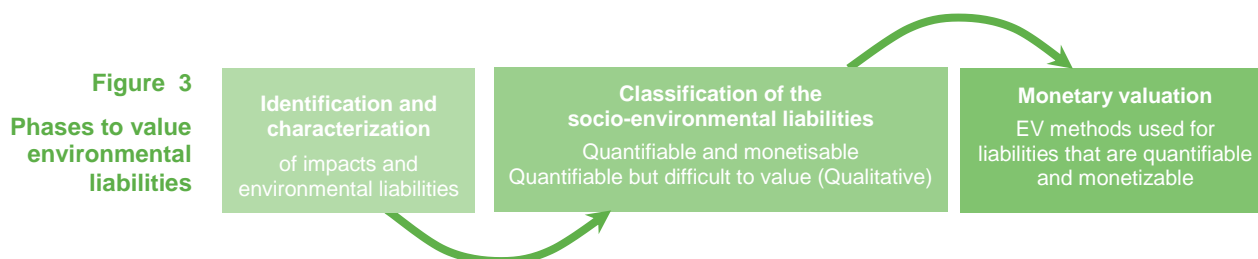 Figure 3
Phases to value
environmental
liabilities
Identification and
characterization
of impacts and
environmental liabilities
Classification of the
socio-environmental liabilities
Quantifiable and monetisable
Quantifiable but difficult to value (Qualitative)
Monetary valuation
EV methods used for
liabilities that are quantifiable
and monetizable